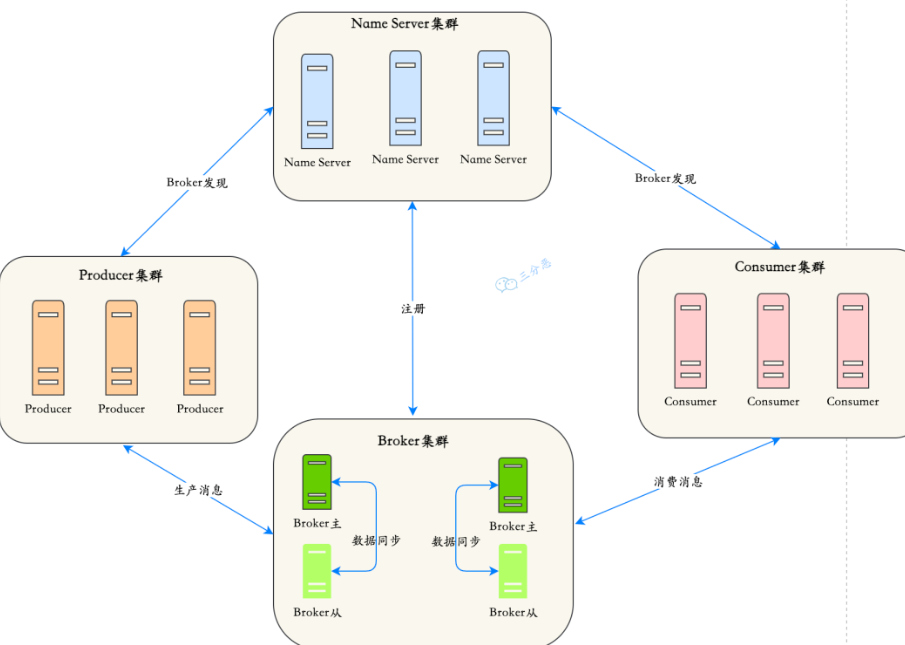 Name Server集群
Name Server
Name Server
Name Server
Broker发现
Broker发现
Producer集群
Producer
Producer
Producer
三分恶
Consumer集群
Consumer
Consumer
Consumer
注册
生产消息
消费消息
Broker集群
Broker主
Broker主
数据同步
数据同步
Broker从
Broker从